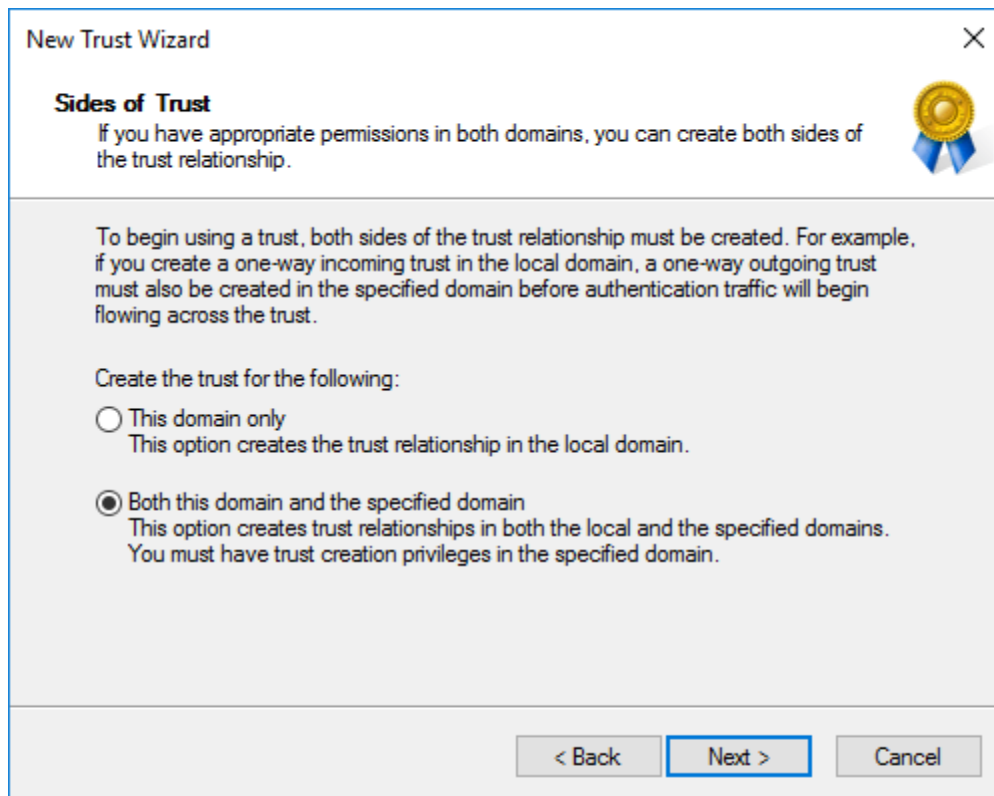 New Trust Wizard
Sides of Trust
If you have appropriate permissions in both domains, you can create both sides of
the trust relationship.
To begin using a trust, both sides of the trust relationship must be created. For example,
if you create a one-way incoming trust in the local domain, a one-way outgoing trust
must also be created in the specified domain before authentication traffic will begin
flowing across the trust.
Create the trust for the following:
This domain only
This option creates the trust relationship in the local domain.
Both this domain and the specified domain
This option creates trust relationships in both the local and the specified domains.
You must have trust creation privileges in the specified domain.
< Back
Next >
Cancel